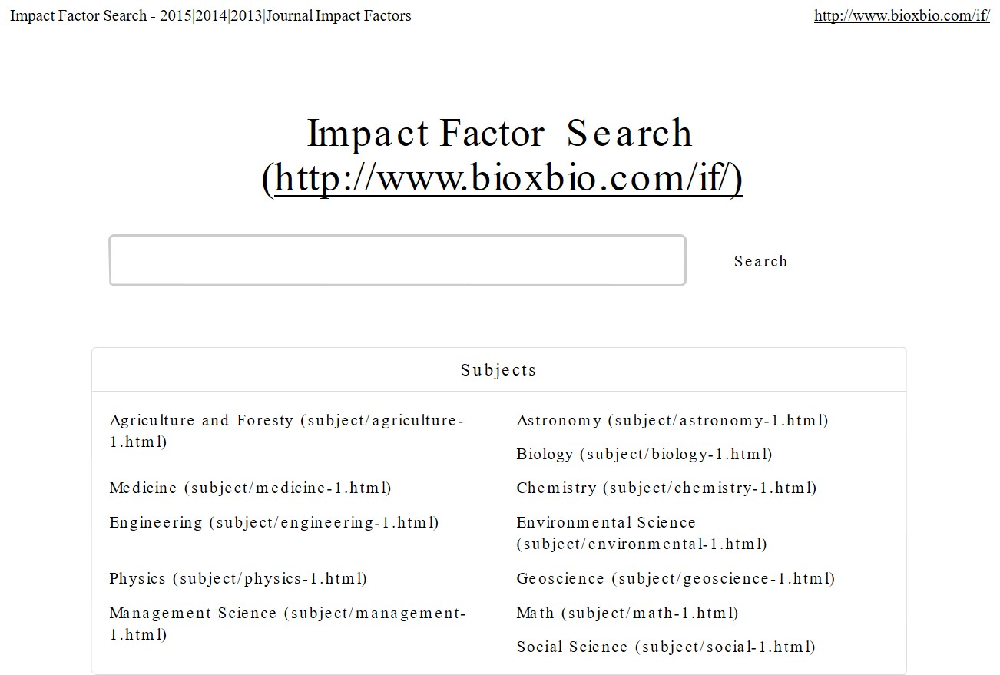 Impact Factor Search - 2015|2014|2013|Journal Impact Factors
http://www.bioxbio.com/if/
Impact Factor Search
(http://www.bioxbio.com/if/)
Search
Subjects
Agriculture and Foresty (subject/agriculture-
1.html)
Astronomy (subject/astronomy-1.html)
Biology (subject/biology-1.html)
Medicine (subject/medicine-1.html)
Chemistry (subject/chemistry-1.html)
Engineering (subject/engineering-1.html)
Environmental Science
(subject/environmental-1.html)
Physics (subject/physics-1.html)
Geoscience (subject/geoscience-1.html)
Management Science (subject/management-
1.html)
Math (subject/math-1.html)
Social Science (subject/social-1.html)